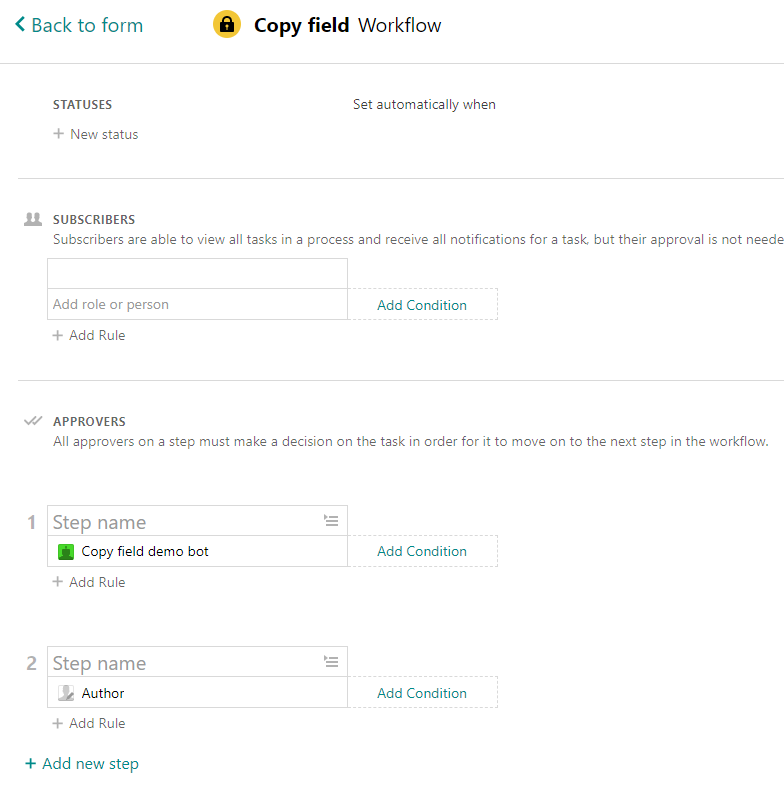 Back to form
Copy field Workflow
STATUSES
Set automatically when
+ New status
SUBSCRIBERS
Subscribers are able to view all tasks in a process and receive all notifications for a task, but their approval is not neede
Add role or person
Add Condition
+ Add Rule
APPROVERS
All approvers on a step must make a decision on the task in order for it to move on to the next step in the workflow.
1 Step name
Copy field demo bot
Add Condition
+ Add Rule
2 Step name
Author
Add Condition
+ Add Rule
+ Add new step